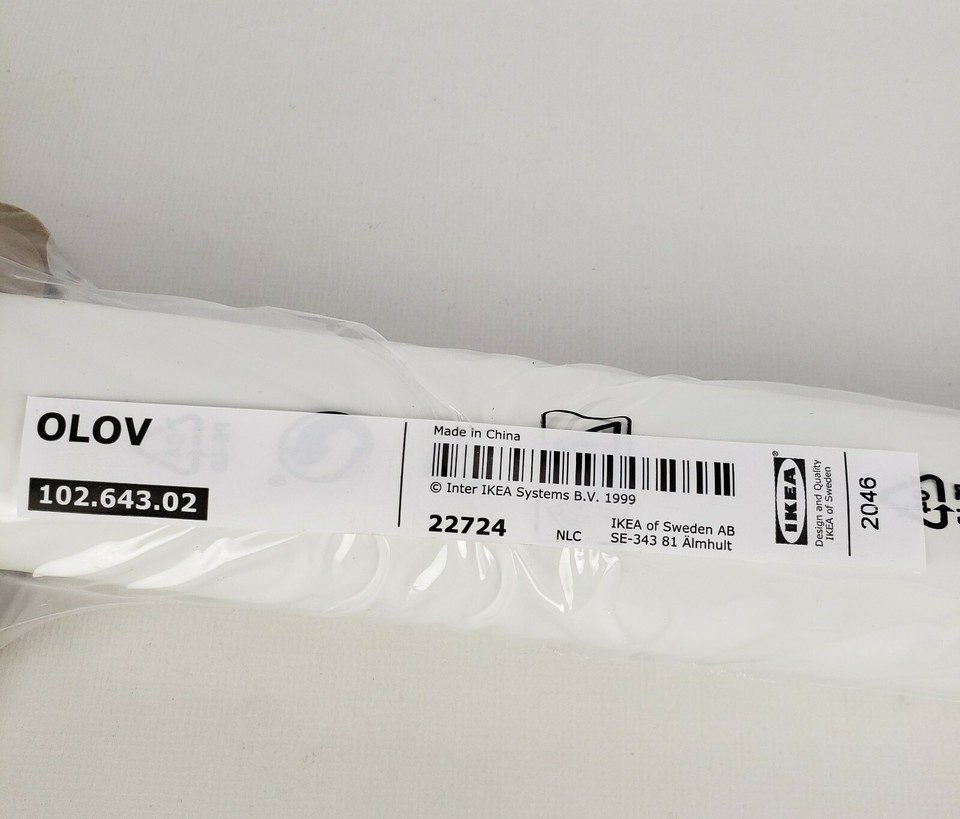 OLOV
102.643.02
Made in China
© Inter IKEA Systems B.V. 1999
22724
NLC
IKEA of Sweden AB
SE-343 81 Älmhult
IKEA®
Design and Quality
IKEA of Sweden
2046